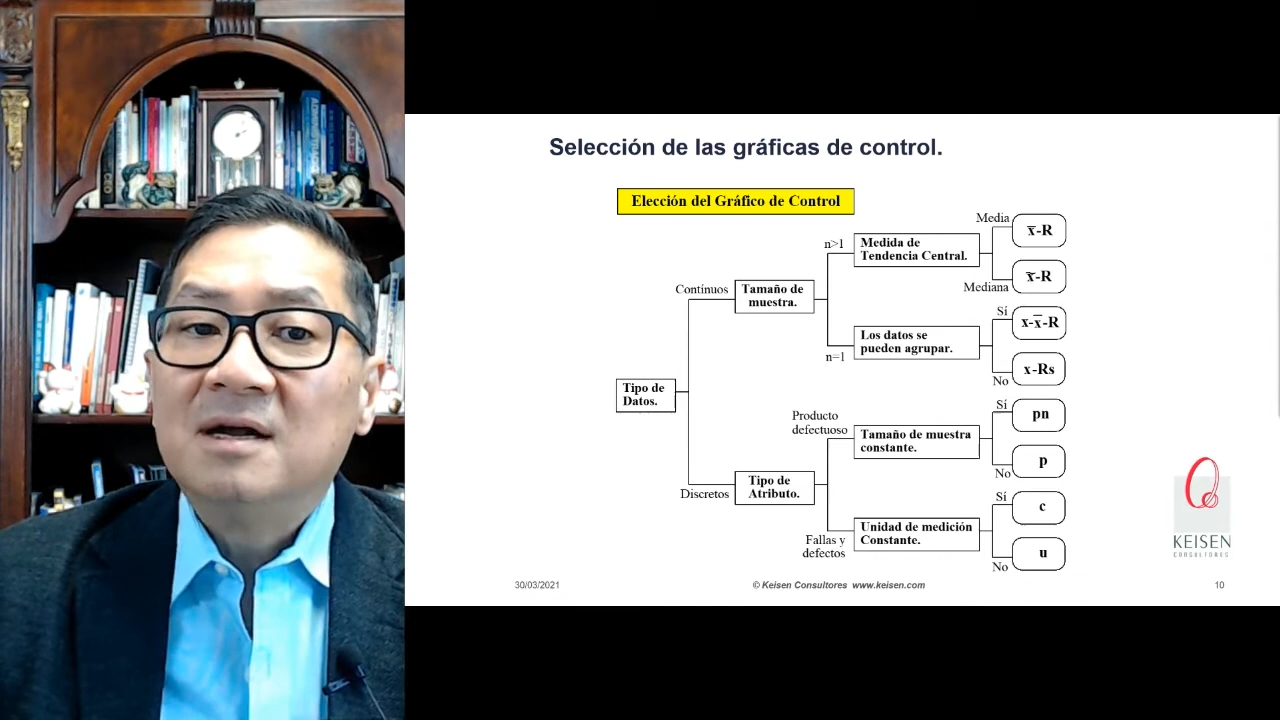 Selección de las gráficas de control.
Elección del Gráfico de Control
Media
x̅-R
n>1
Medida de
Tendencia Central.
x̃-R
Mediana
Continuos
Tamaño de
muestra.
Sí
x-x̅-R
Los datos se
pueden agrupar.
n=1
x-Rs
No
Tipo de
Datos.
Producto
defectuoso
Sí
pn
Tamaño de muestra
constante.
p
No
Discretos
Tipo de
Atributo.
Sí
c
Unidad de medición
Constante.
Fallas y
defectos
u
No
KEISEN
CONSULTORES
30/03/2021
© Keisen Consultores www.keisen.com
10